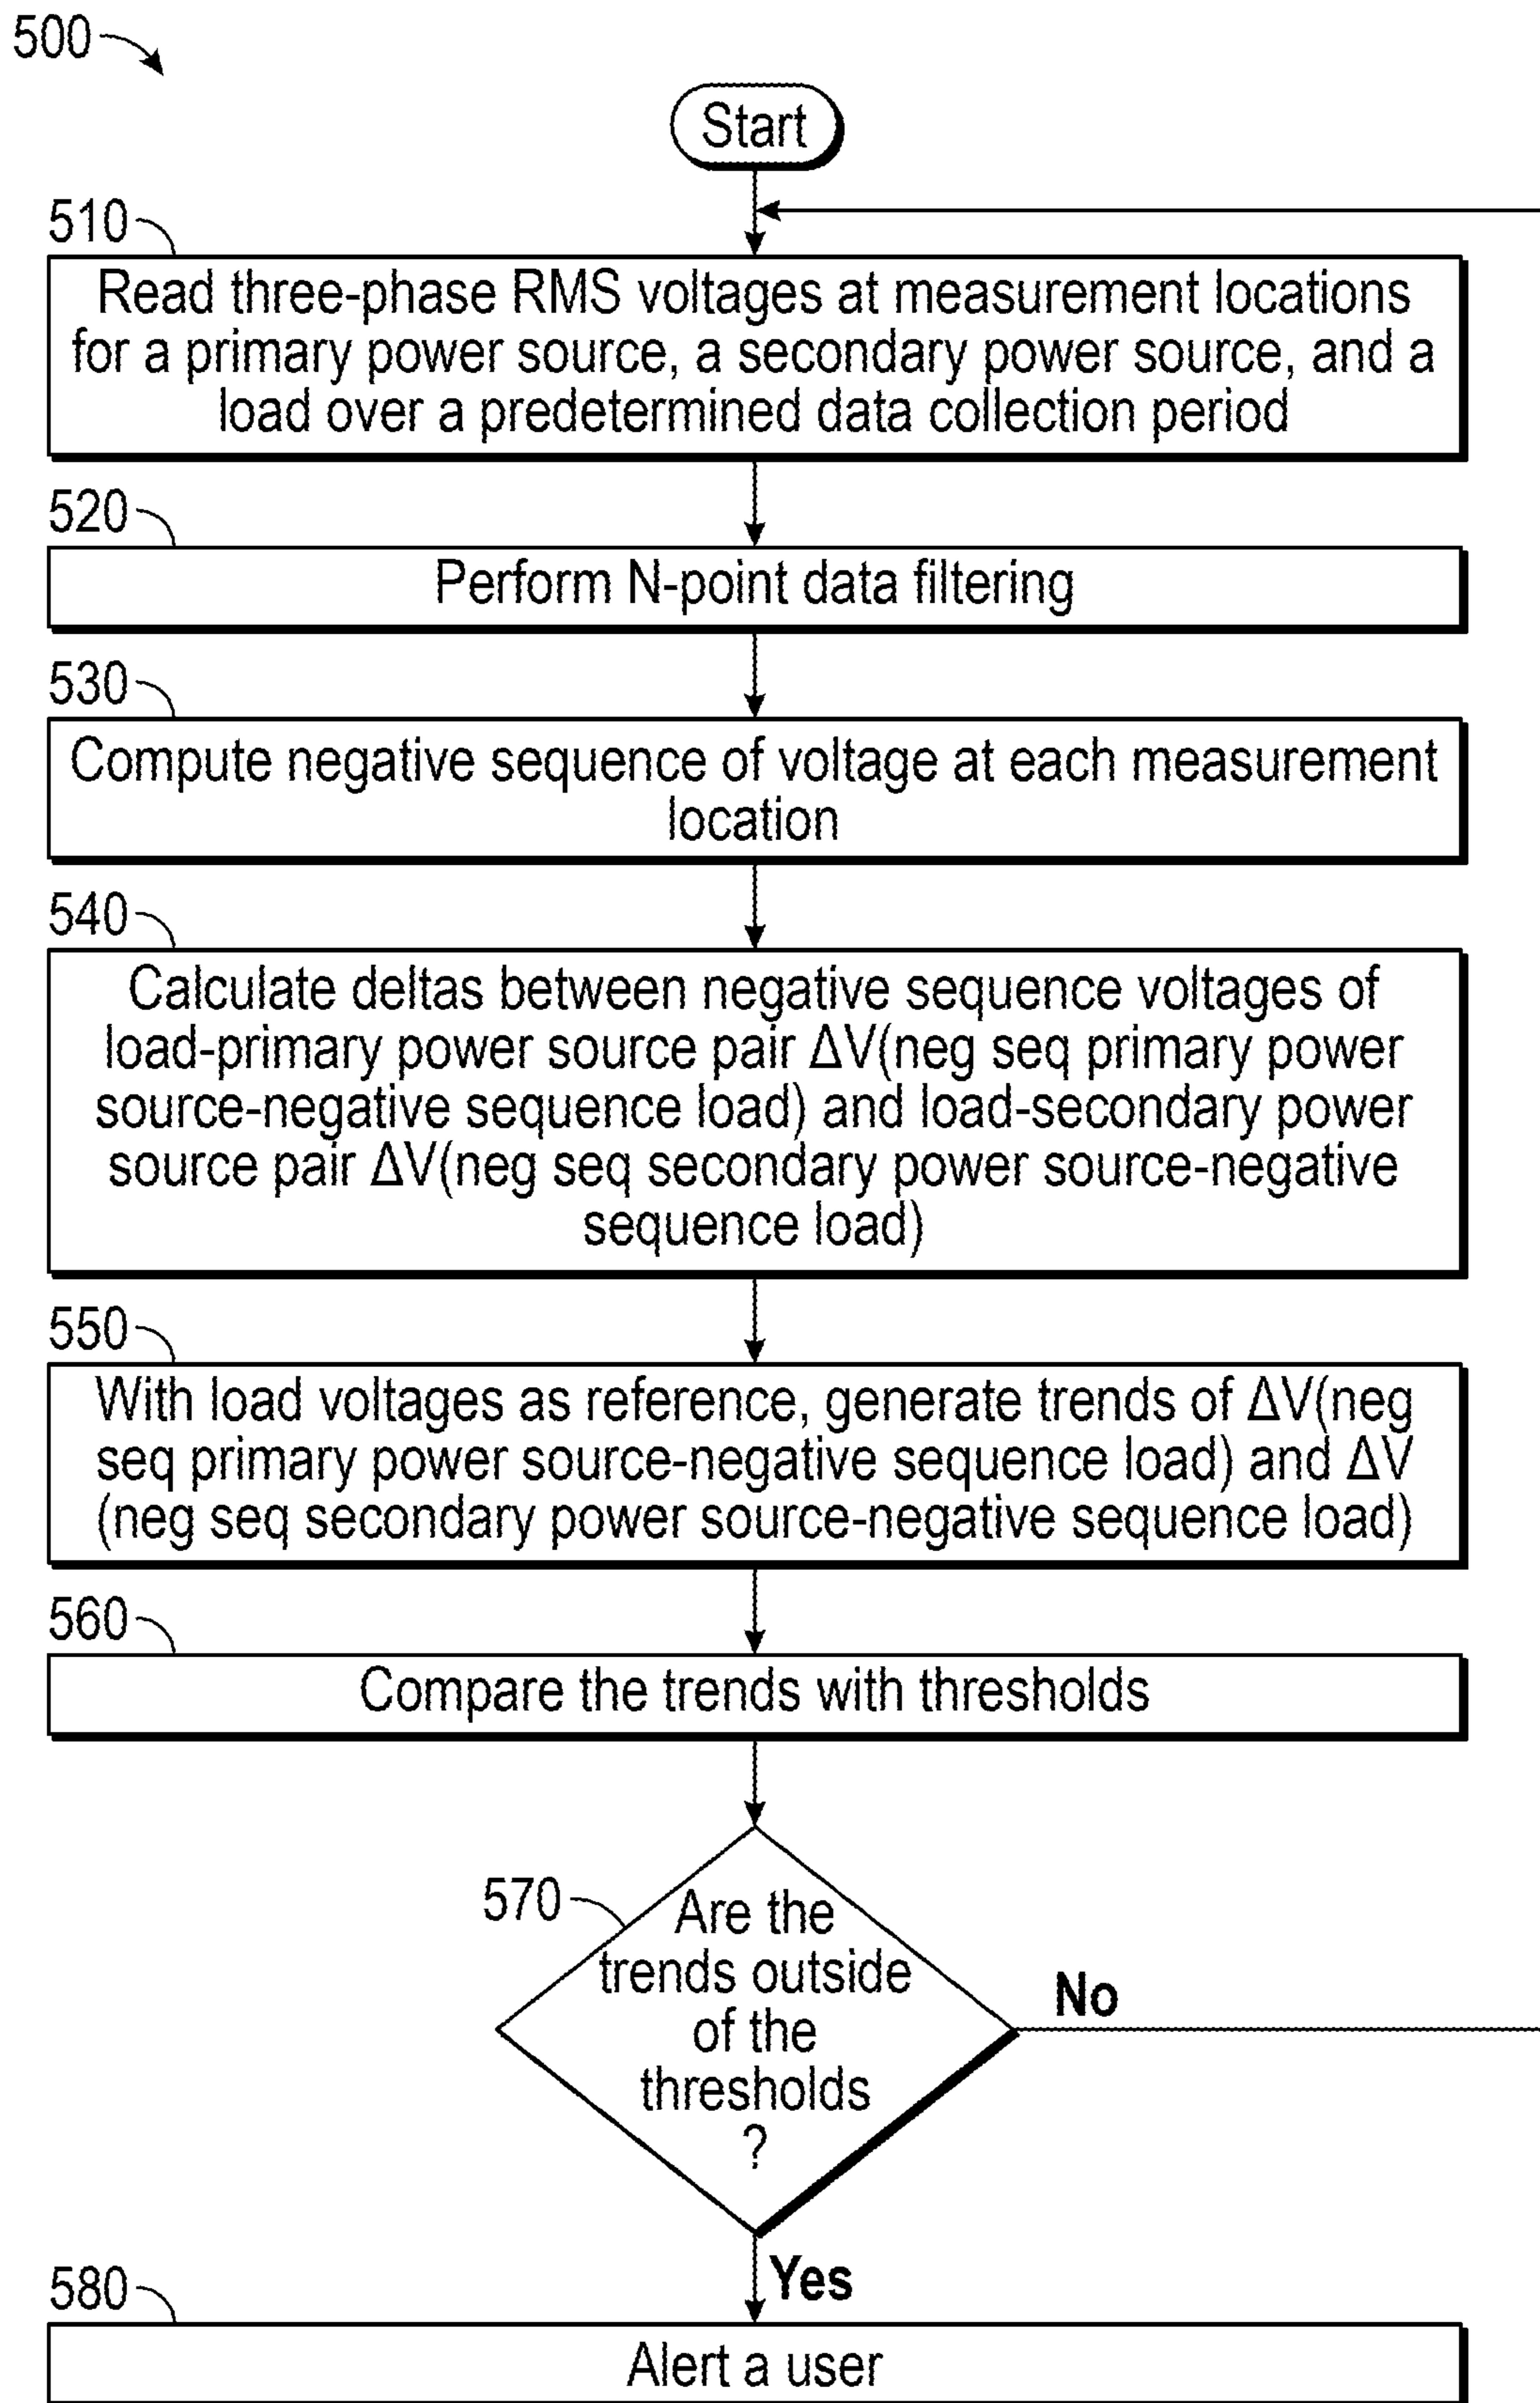 500
Start
510
Read three-phase RMS voltages at measurement locations
for a primary power source, a secondary power source, and a
load over a predetermined data collection period
520
Perform N-point data filtering
530
Compute negative sequence of voltage at each measurement
location
540
Calculate deltas between negative sequence voltages of
load-primary power source pair ΔV(neg seq primary power
source-negative sequence load) and load-secondary power
source pair ΔV(neg seq secondary power source-negative
sequence load)
550
With load voltages as reference, generate trends of ΔV(neg
seq primary power source-negative sequence load) and ΔV
(neg seq secondary power source-negative sequence load)
560
Compare the trends with thresholds
570
Are the
trends outside
of the
thresholds
?
No
Yes
580
Alert a user